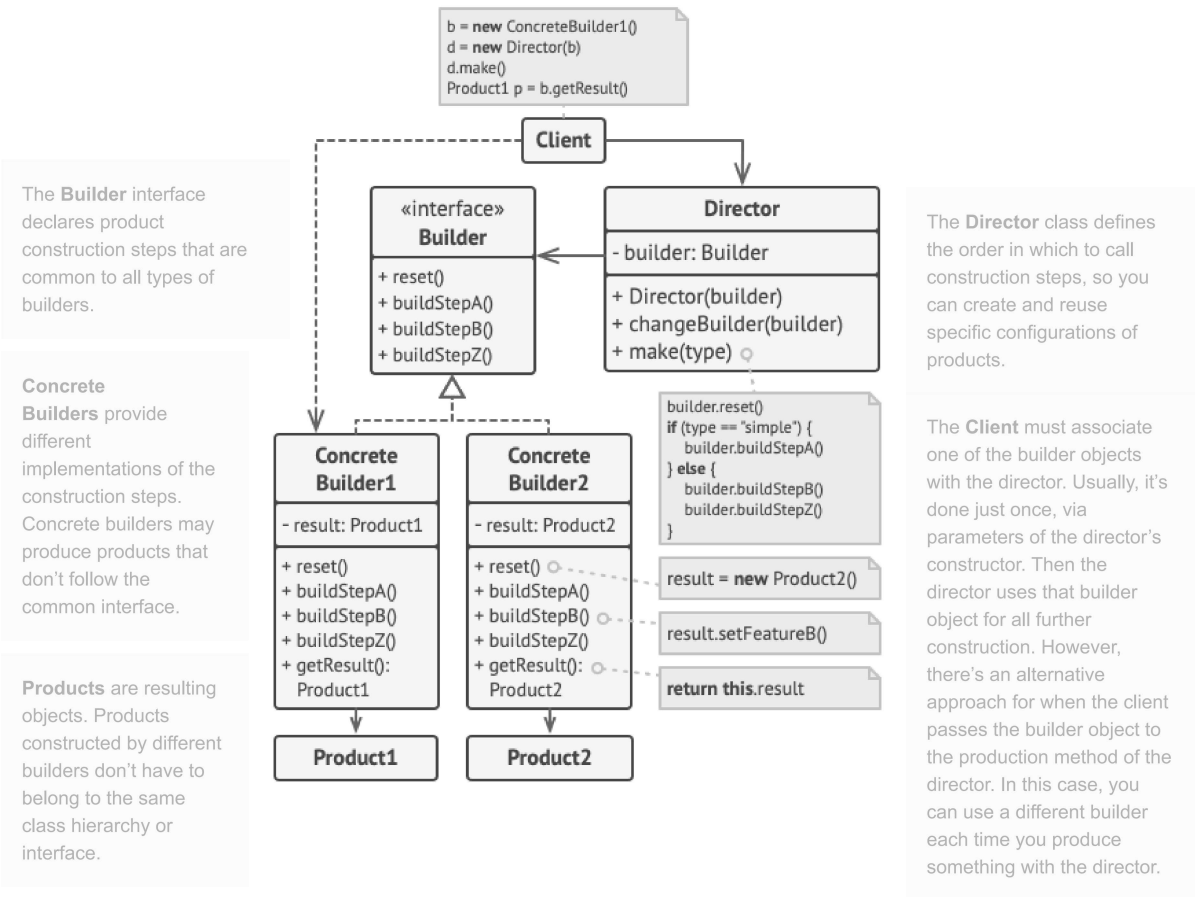 b = new ConcreteBuilder1()
d = new Director(b)
d.make()
Product1 p = b.getResult()
Client
The Builder interface
declares product
construction steps that are
common to all types of
builders.
Concrete
Builders provide
different
implementations of the
construction steps.
Concrete builders may
produce products that
don't follow the
common interface.
Products are resulting
objects. Products
constructed by different
builders don't have to
belong to the same
class hierarchy or
interface.
«interface»
Builder
+ reset()
+ buildStepA()
+ buildStepB()
+ buildStepZ()
Director
- builder: Builder
+ Director(builder)
+ changeBuilder(builder)
+ make(type)
builder.reset()
if (type == "simple") {
builder.buildStepA()
} else {
builder.buildStepB()
builder.buildStepZ()
}
Concrete
Builder1
- result: Product1
+ reset()
+ buildStepA()
+ buildStepB()
+ buildStepZ()
+ getResult():
Product1
Concrete
Builder2
- result: Product2
+ reset()
+ buildStepA()
+ buildStepB()
+ buildStepZ()
+ getResult():
Product2
result = new Product2()
result.setFeatureB()
return this.result
Product1
Product2
The Director class defines
the order in which to call
construction steps, so you
can create and reuse
specific configurations of
products.
The Client must associate
one of the builder objects
with the director. Usually, it's
done just once, via
parameters of the director's
constructor. Then the
director uses that builder
object for all further
construction. However,
there's an alternative
approach for when the client
passes the builder object to
the production method of the
director. In this case, you
can use a different builder
each time you produce
something with the director.